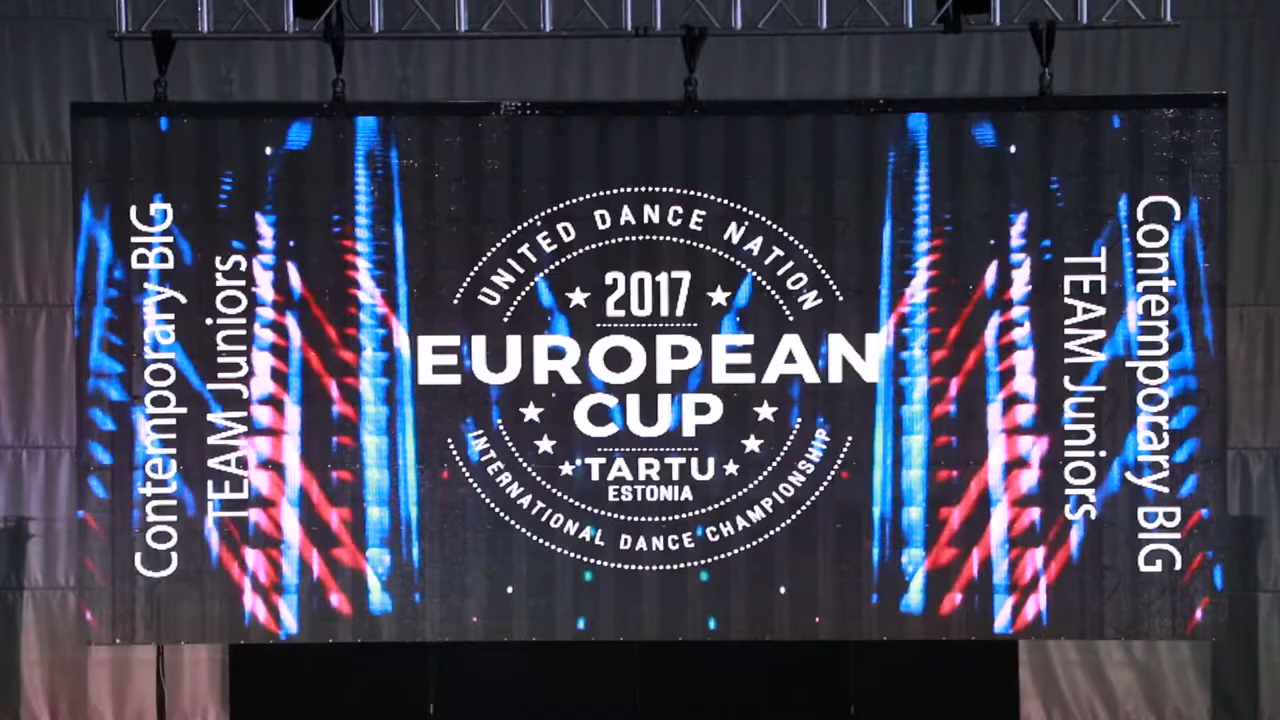 Contemporary BIG
TEAM Juniors
UNITED DANCE NATION
2017
EUROPEAN
CUP
TARTU
ESTONIA
INTERNATIONAL DANCE CHAMPIONSHIP
Contemporary BIG
TEAM Juniors